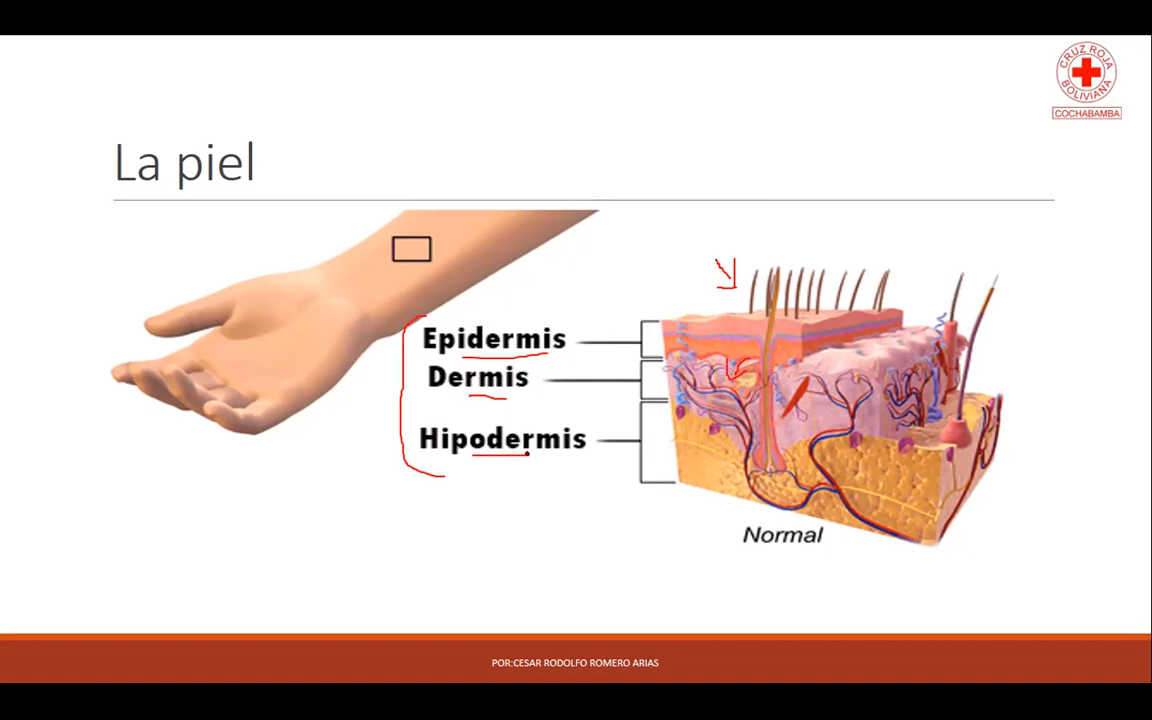 CRUZ ROJA
BOLIVIANA
COCHABAMBA
La piel
Epidermis
Dermis
Hipodermis
Normal
POR:CESAR RODOLFO ROMERO ARIAS